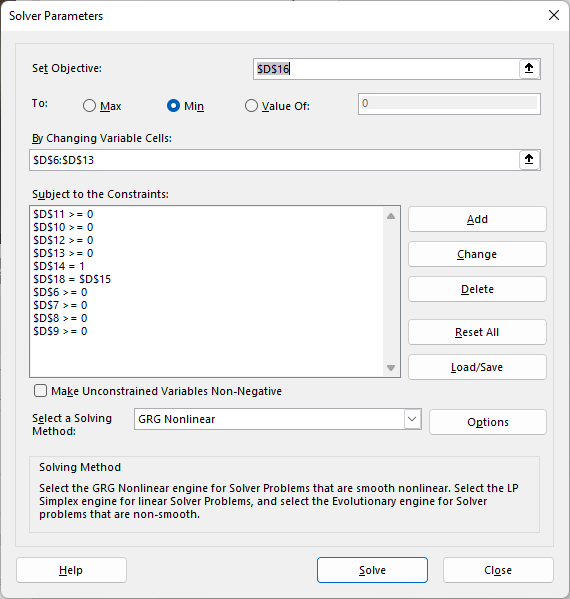 Solver Parameters
Set Objective:
$D$16
To:
Max
Min
Value Of:
0
By Changing Variable Cells:
$D$6:$D$13
Subject to the Constraints:
$D$11 >= 0
$D$10 >= 0
$D$12 >= 0
$D$13 >= 0
$D$14 = 1
$D$18 = $D$15
$D$6 >= 0
$D$7 >= 0
$D$8 >= 0
$D$9 >= 0
Add
Change
Delete
Reset All
Load/Save
Make Unconstrained Variables Non-Negative
Select a Solving
Method:
GRG Nonlinear
Options
Solving Method
Select the GRG Nonlinear engine for Solver Problems that are smooth nonlinear. Select the LP
Simplex engine for linear Solver Problems, and select the Evolutionary engine for Solver
problems that are non-smooth.
Help
Solve
Close